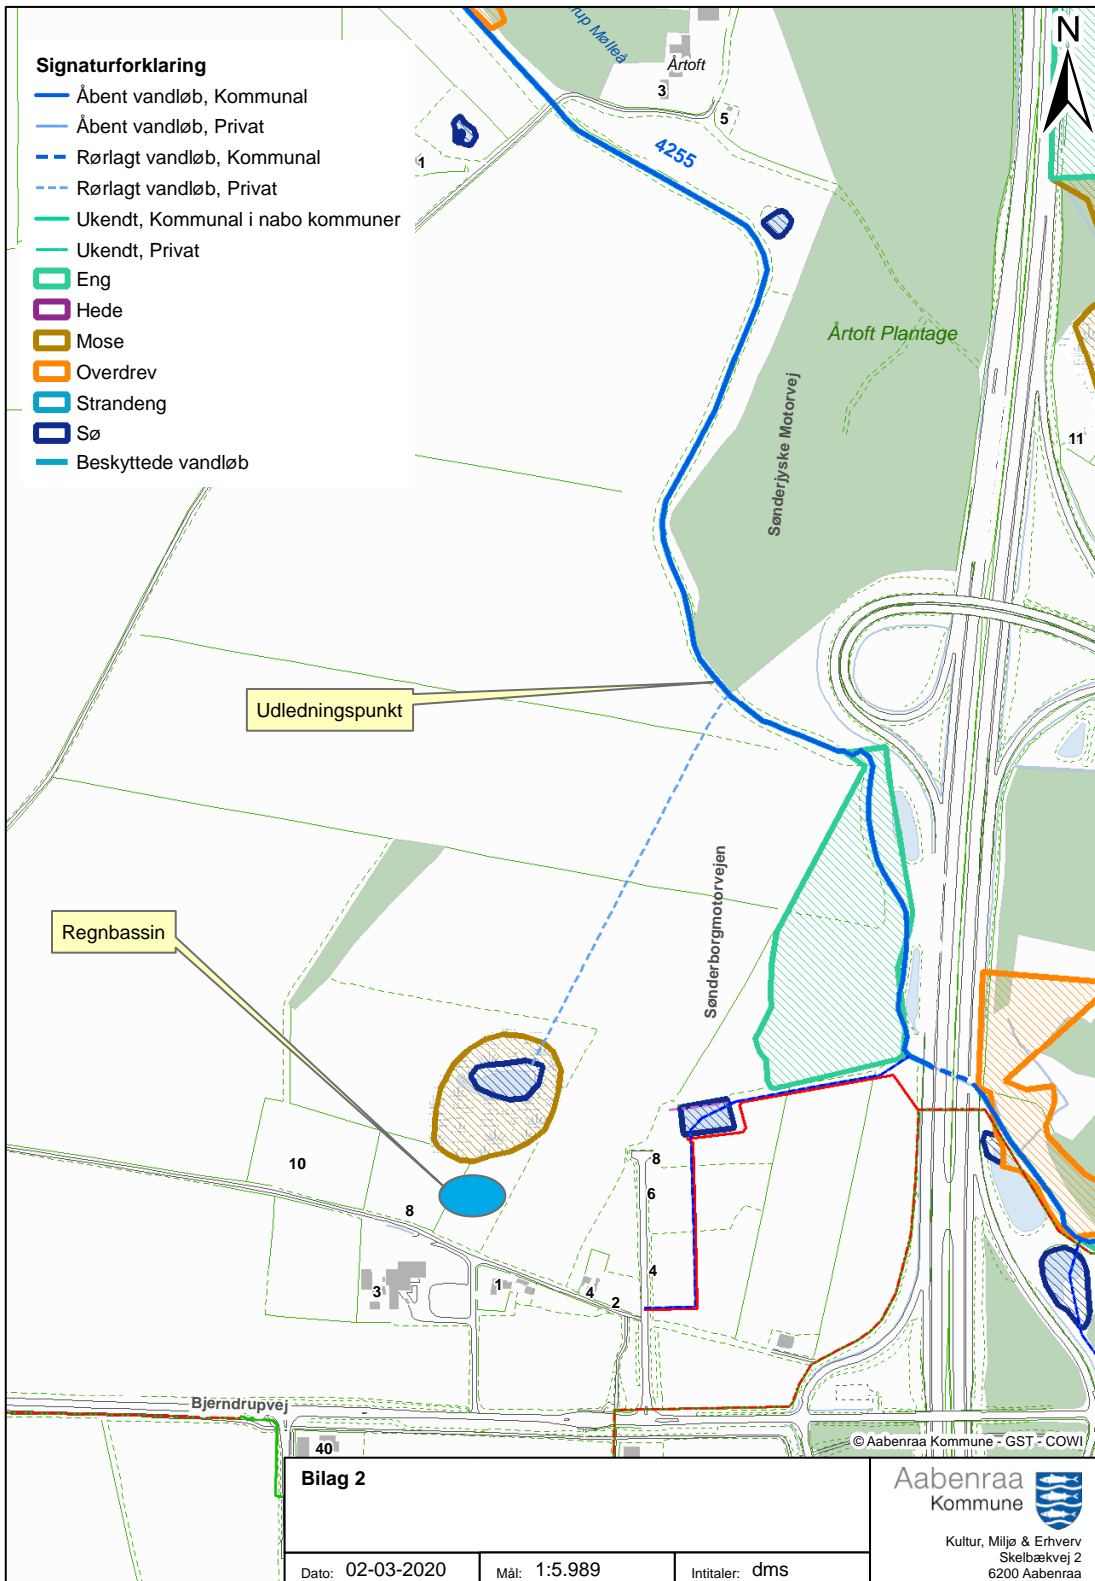 Signaturforklaring
Åbent vandløb, Kommunal
Åbent vandløb, Privat
Rørlagt vandløb, Kommunal
Rørlagt vandløb, Privat
Ukendt, Kommunal i nabo kommuner
Ukendt, Privat
Eng
Hede
Mose
Overdrev
Strandeng
Sø
Beskyttede vandløb
rup Mølleå
Årtoft
3
5
1
N
4255
Årtoft Plantage
Sønderjyske Motorvej
11
Udledningspunkt
Regnbassin
Sønderborgmotorvejen
10
8
8
6
4
3
1
4
2
Bjerndrupvej
40
© Aabenraa Kommune - GST - COWI
Bilag 2
Dato: 02-03-2020
Mål: 1:5.989
Intitaler: dms
Aabenraa
Kommune
Kultur, Miljø & Erhverv
Skelbækvej 2
6200 Aabenraa